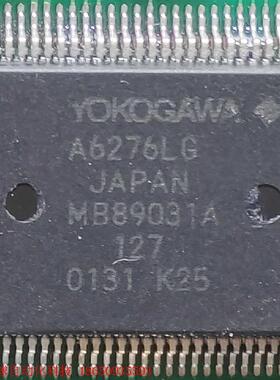 YOKOGAWA
A6276LG
JAPAN
MB89031A
127
0131 K25